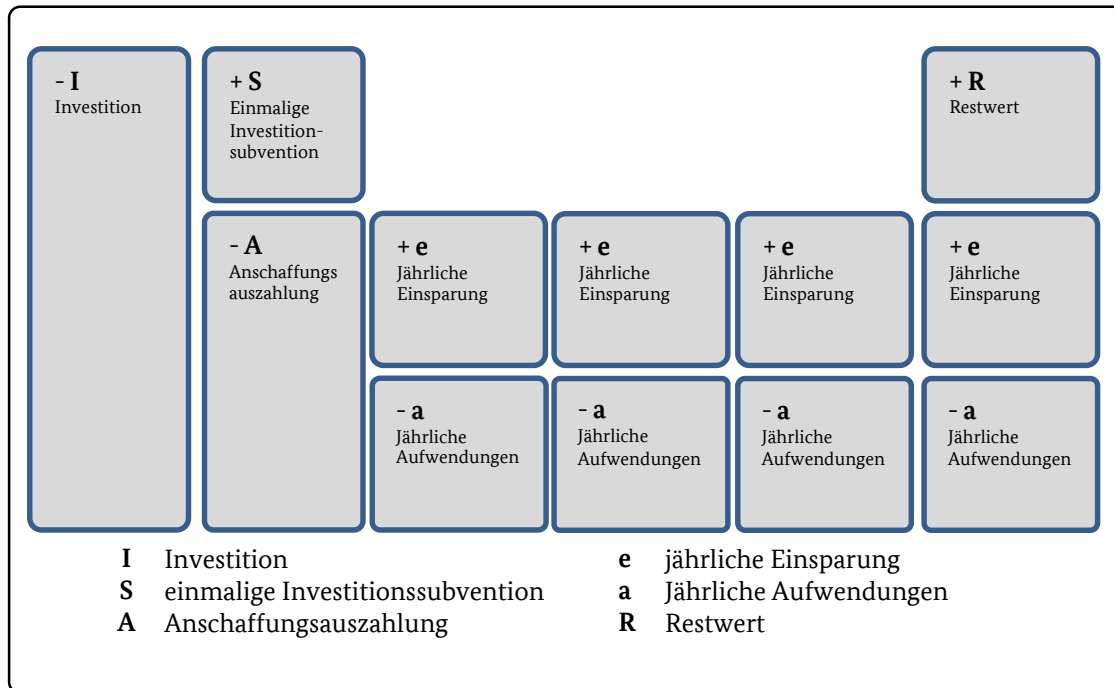 - I
Investition
+ S
Einmalige
Investition-
subvention
+ R
Restwert
- A
Anschaffungs
auszahlung
+ e
Jährliche
Einsparung
+ e
Jährliche
Einsparung
+ e
Jährliche
Einsparung
+ e
Jährliche
Einsparung
- a
Jährliche
Aufwendungen
- a
Jährliche
Aufwendungen
- a
Jährliche
Aufwendungen
- a
Jährliche
Aufwendungen
I Investition
S einmalige Investitionssubvention
A Anschaffungsauszahlung
e jährliche Einsparung
a Jährliche Aufwendungen
R Restwert